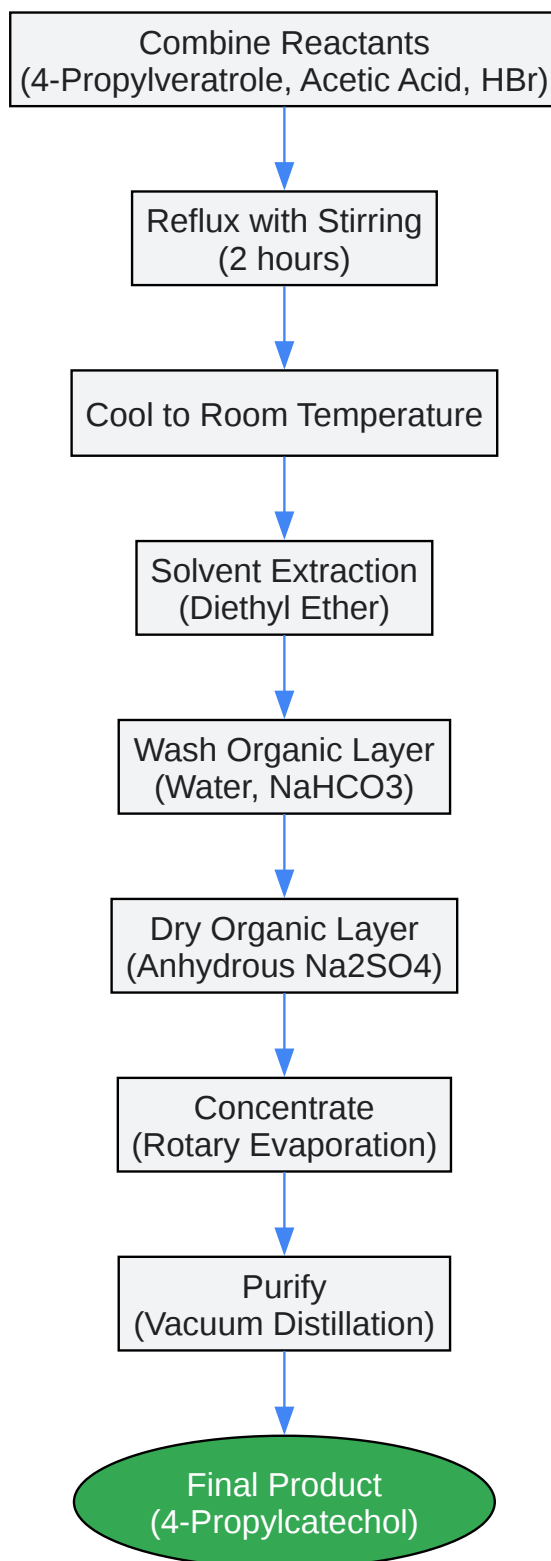 Combine Reactants
(4-Propylveratrole, Acetic Acid, HBr)
Reflux with Stirring
(2 hours)
Cool to Room Temperature
Solvent Extraction
(Diethyl Ether)
Wash Organic Layer
(Water, NaHCO3)
Dry Organic Layer
(Anhydrous Na2SO4)
Concentrate
(Rotary Evaporation)
Purify
(Vacuum Distillation)
Final Product
(4-Propylcatechol)